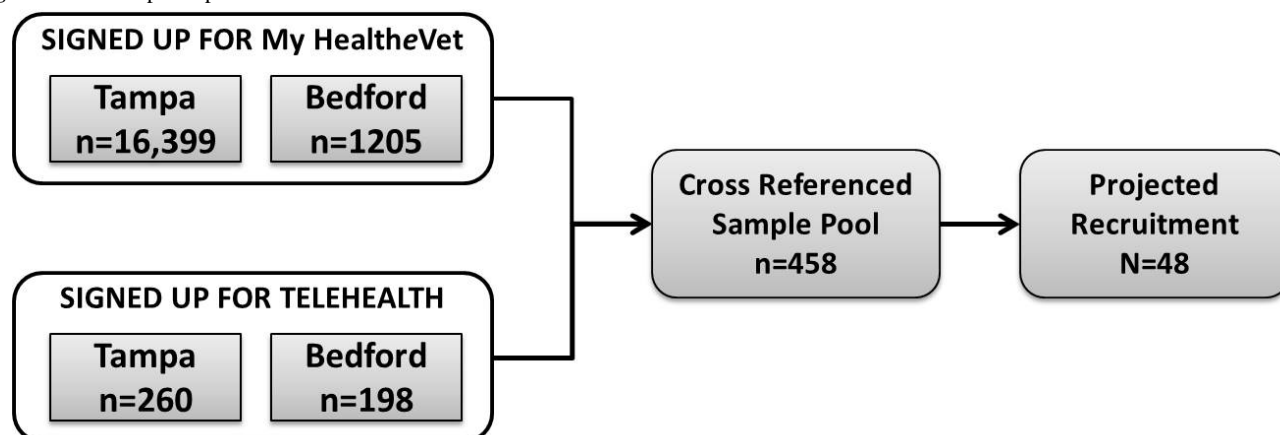 SIGNED UP FOR My HealtheVet
Tampa
n=16,399
Bedford
n=1205
SIGNED UP FOR TELEHEALTH
Tampa
n=260
Bedford
n=198
Cross Referenced
Sample Pool
n=458
Projected
Recruitment
N=48